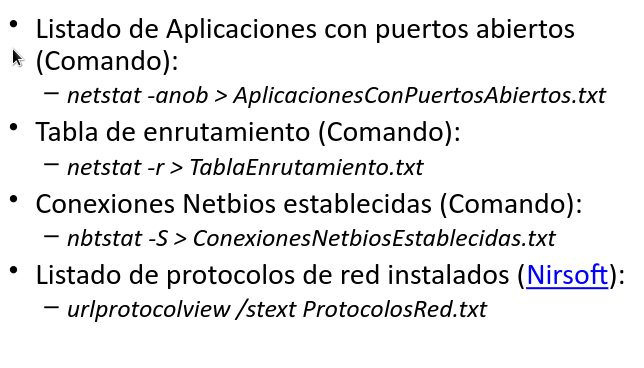 • Listado de Aplicaciones con puertos abiertos
(Comando):
– netstat -anob > AplicacionesConPuertosAbiertos.txt
• Tabla de enrutamiento (Comando):
– netstat -r > TablaEnrutamiento.txt
• Conexiones Netbios establecidas (Comando):
– nbtstat -S > ConexionesNetbiosEstablecidas.txt
• Listado de protocolos de red instalados (Nirsoft):
– urlprotocolview /stext ProtocolosRed.txt